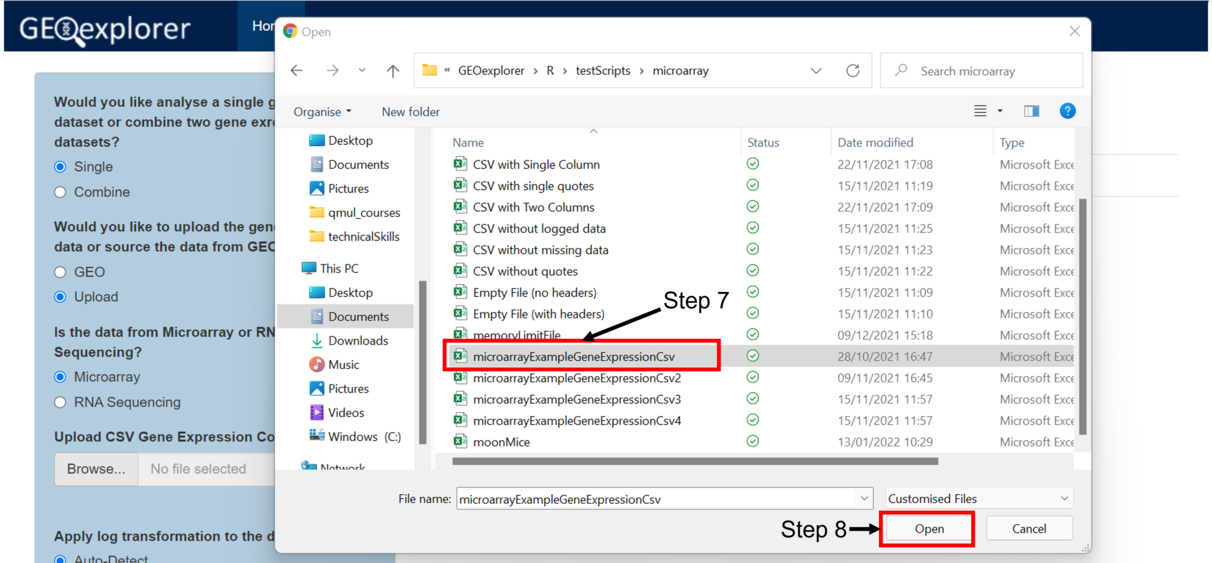 GEOexplorer
Hor
Open
« GEOexplorer > R > testScripts > microarray
Search microarray
Organise
New folder
Would you like analyse a single g
dataset or combine two gene exre
datasets?
Single
Combine
Would you like to upload the gen
data or source the data from GEC
GEO
Upload
Is the data from Microarray or RN
Sequencing?
Microarray
RNA Sequencing
Upload CSV Gene Expression Co
Browse...
No file selected
Apply log transformation to the d
Auto-Detect
Desktop
Documents
Pictures
qmul_courses
technicalSkills
This PC
Desktop
Documents
Downloads
Music
Pictures
Videos
Windows (C:)
Network
Name Status Date modified Type
CSV with Single Column 22/11/2021 17:08 Microsoft Exce
CSV with single quotes 15/11/2021 11:19 Microsoft Exce
CSV with Two Columns 22/11/2021 17:09 Microsoft Exce
CSV without logged data 15/11/2021 11:25 Microsoft Exce
CSV without missing data 15/11/2021 11:23 Microsoft Exce
CSV without quotes 15/11/2021 11:22 Microsoft Exce
Empty File (no headers) 15/11/2021 11:09 Microsoft Exce
Empty File (with headers) 15/11/2021 11:10 Microsoft Exce
memoryLimitFile 09/12/2021 15:18 Microsoft Exce
microarrayExampleGeneExpressionCsv 28/10/2021 16:47 Microsoft Exce
microarrayExampleGeneExpressionCsv2 09/11/2021 16:45 Microsoft Exce
microarrayExampleGeneExpressionCsv3 15/11/2021 11:57 Microsoft Exce
microarrayExampleGeneExpressionCsv4 15/11/2021 11:57 Microsoft Exce
moonMice 13/01/2022 10:29 Microsoft Exce
Step 7
File name: microarrayExampleGeneExpressionCsv
Customised Files
Step 8
Open
Cancel